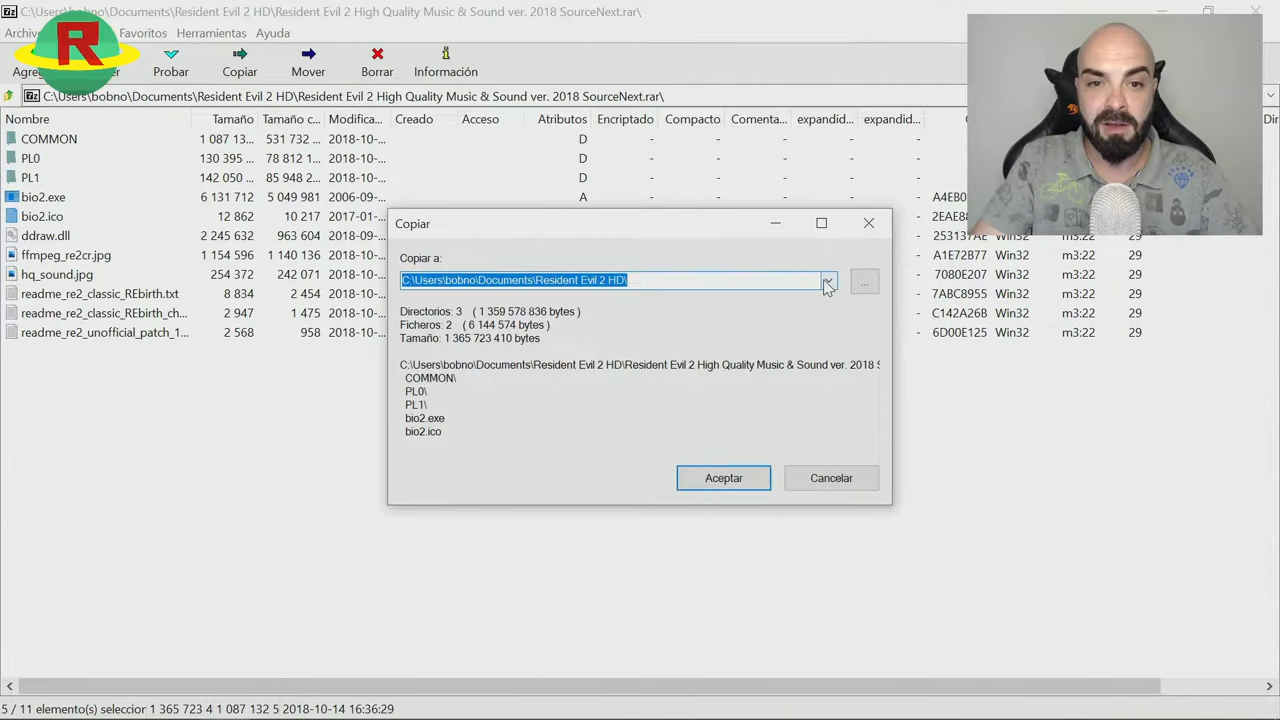 C:\Users\bobno\Documents\Resident Evil 2 HD\Resident Evil 2 High Quality Music & Sound ver. 2018 SourceNext.rar\
R
Favoritos Herramientas Ayuda
Probar Copiar Mover Borrar Información
C:\Users\bobno\Documents\Resident Evil 2 HD\Resident Evil 2 High Quality Music & Sound ver. 2018 SourceNext.rar\
Nombre Tamaño Tamaño c... Modifica... Creado Acceso Atributos Encriptado Compacto Comenta... expandid... expandid...
COMMON 1 087 13... 531 732 ... 2018-10-... D - - - - -
PL0 130 395 ... 78 812 1... 2018-10-... D - - - - -
PL1 142 050 ... 85 948 2... 2018-10-... D - - - - -
bio2.exe 6 131 712 5 049 981 2006-09-... A - - - - - A4EB0
bio2.ico 12 862 10 217 2017-01-... 2EAE8
ddraw.dll 2 245 632 963 604 2018-09-... - 253137AE Win32 m3:22 29
ffmpeg_re2cr.jpg 1 154 596 1 140 136 2018-10-... - A1E72B77 Win32 m3:22 29
hq_sound.jpg 254 372 242 071 2018-10-... - 7080E207 Win32 m3:22 29
readme_re2_classic_REbirth.txt 8 834 2 454 2018-10-... - 7ABC8955 Win32 m3:22 29
readme_re2_classic_REbirth_ch... 2 947 1 475 2018-10-... - C142A26B Win32 m3:22 29
readme_re2_unofficial_patch_1... 2 568 958 2018-10-... - 6D00E125 Win32 m3:22 29
Copiar
Copiar a:
C:\Users\bobno\Documents\Resident Evil 2 HD\
...
Directorios: 3 ( 1 359 578 836 bytes )
Ficheros: 2 ( 6 144 574 bytes )
Tamaño: 1 365 723 410 bytes
C:\Users\bobno\Documents\Resident Evil 2 HD\Resident Evil 2 High Quality Music & Sound ver. 2018 S
COMMON\
PL0\
PL1\
bio2.exe
bio2.ico
Aceptar Cancelar
5 / 11 elemento(s) seleccior 1 365 723 4 1 087 132 5 2018-10-14 16:36:29